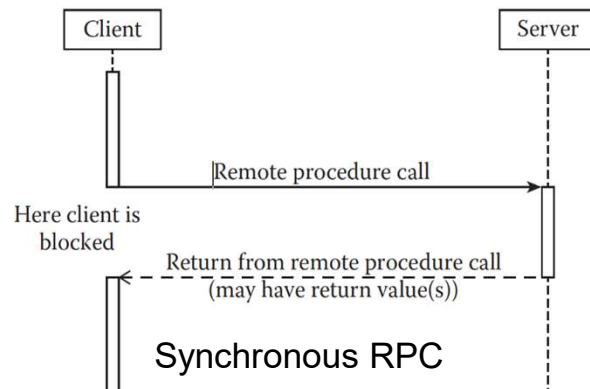 Client
Server
Remote procedure call
Here client is
blocked
Return from remote procedure call
(may have return value(s))
Synchronous RPC